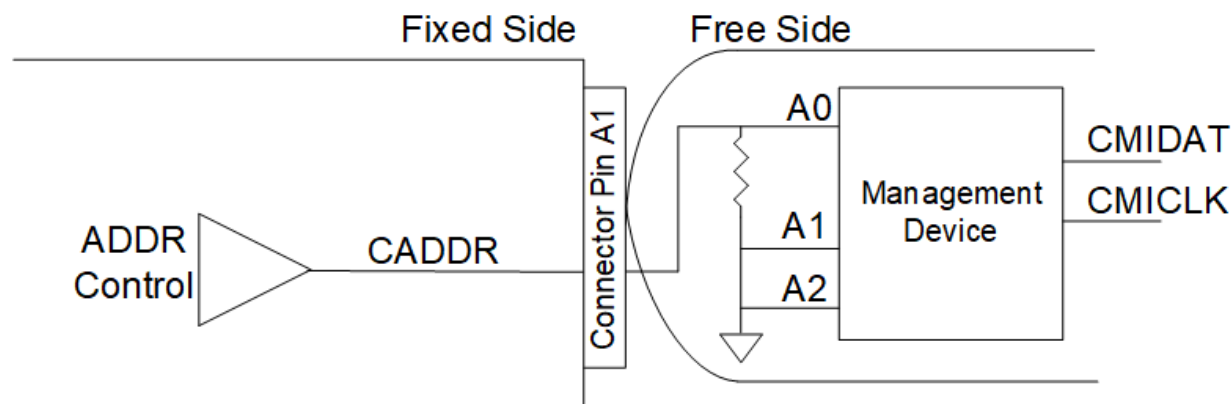 Fixed Side
Free Side
ADDR
Control
CADDR
Connector Pin A1
A0
A1
A2
Management
Device
CMIDAT
CMICLK